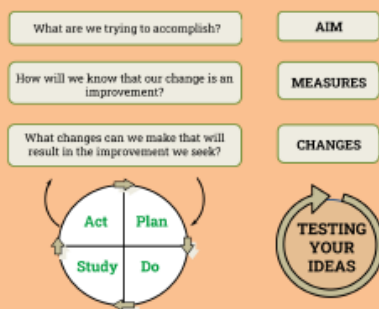 What are we trying to accomplish?
AIM
How will we know that our change is an
improvement?
MEASURES
What changes can we make that will
result in the improvement we seek?
CHANGES
Act
Plan
Study
Do
TESTING
YOUR
IDEAS